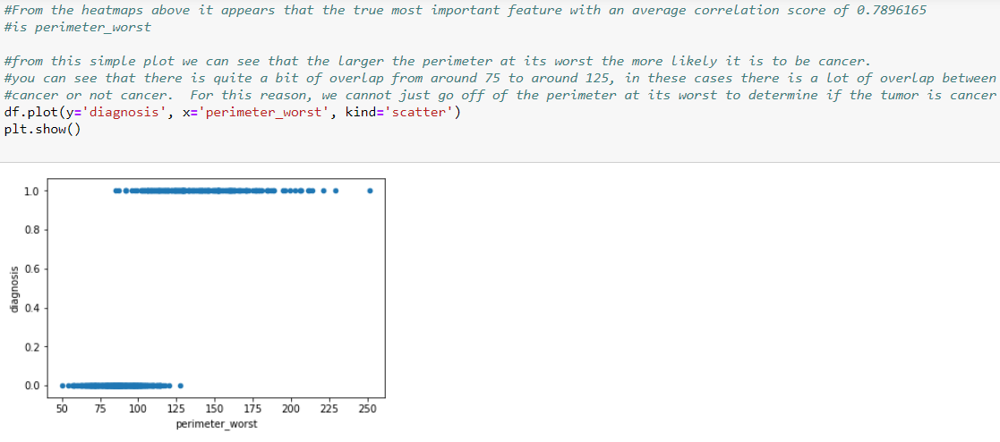 #From the heatmaps above it appears that the true most important feature with an average correlation score of 0.7896165
#is perimeter_worst
#from this simple plot we can see that the larger the perimeter at its worst the more likely it is to be cancer.
#you can see that there is quite a bit of overlap from around 75 to around 125, in these cases there is a lot of overlap between
#cancer or not cancer.  For this reason, we cannot just go off of the perimeter at its worst to determine if the tumor is cancer
df.plot(y='diagnosis', x='perimeter_worst', kind='scatter')
plt.show()
1.0
0.8
0.6
0.4
0.2
0.0
diagnosis
50 75 100 125 150 175 200 225 250
perimeter_worst